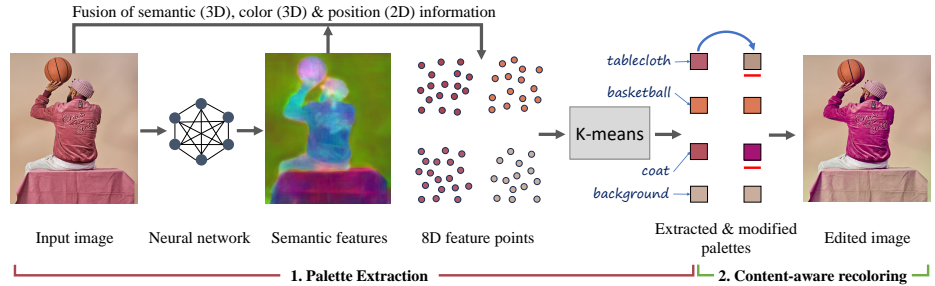 Fusion of semantic (3D), color (3D) & position (2D) information
tablecloth
basketball
K-means
coat
background
Input image
Neural network
Semantic features
8D feature points
Extracted & modified
palettes
Edited image
1. Palette Extraction
2. Content-aware recoloring